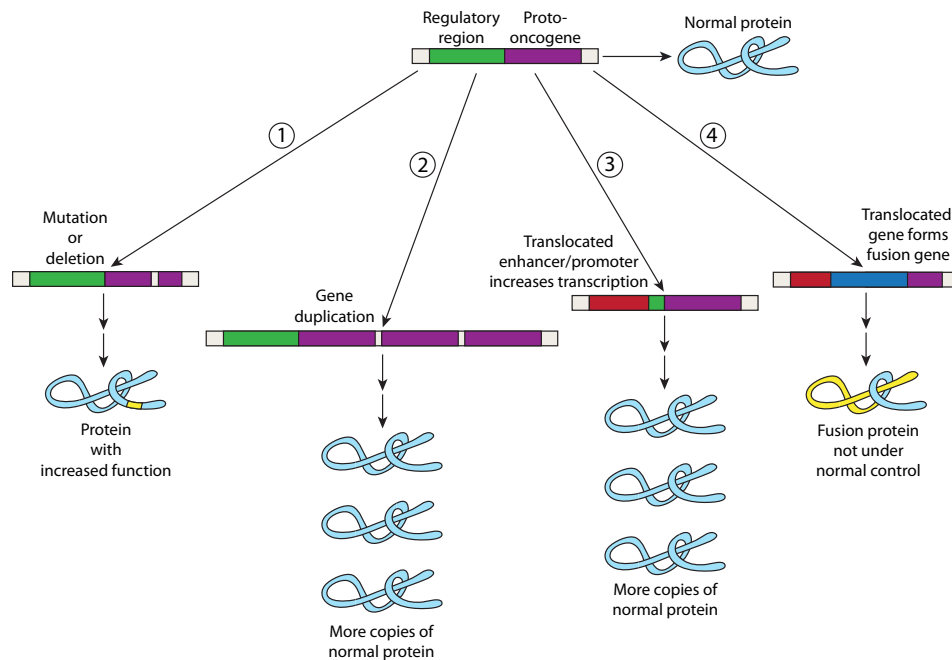 Regulatory
region
Proto-
oncogene
Normal protein
1
2
3
4
Mutation
or
deletion
Gene
duplication
Translocated
enhancer/promoter
increases transcription
Translocated
gene forms
fusion gene
Protein
with
increased function
More copies of
normal protein
More copies of
normal protein
Fusion protein
not under
normal control